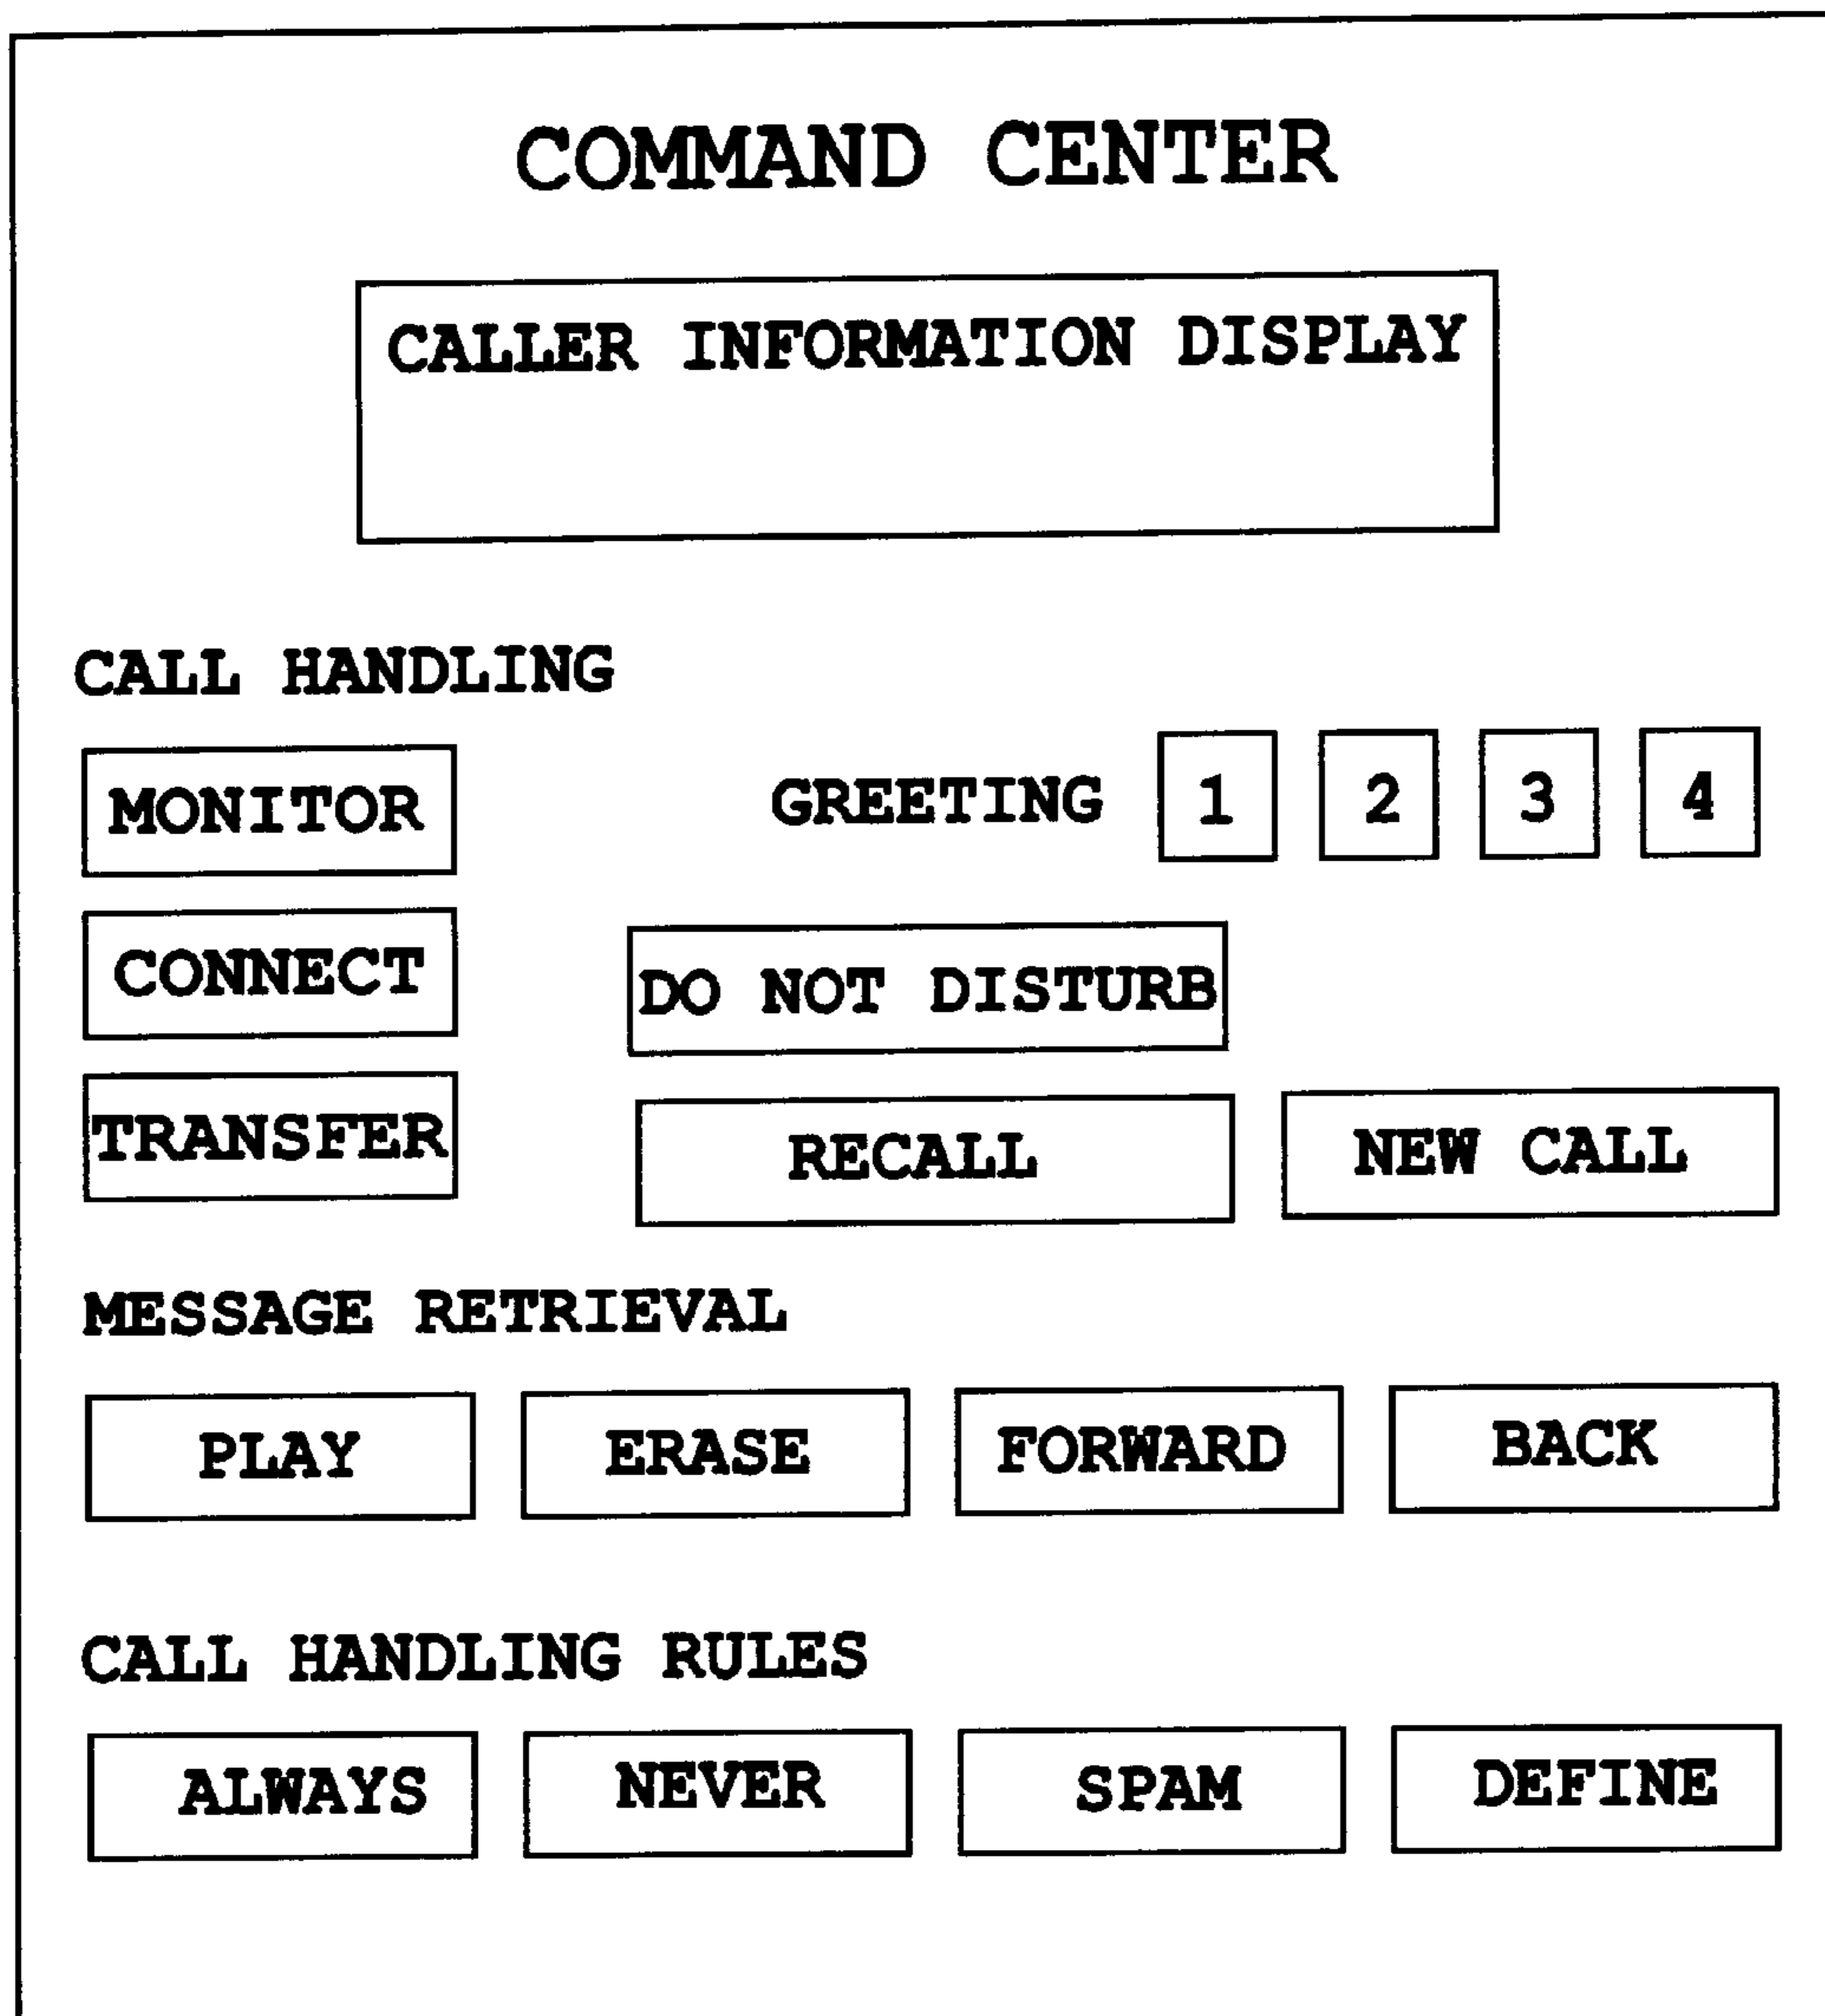 COMMAND CENTER
CALLER INFORMATION DISPLAY
CALL HANDLING
MONITOR GREETING 1 2 3 4
CONNECT DO NOT DISTURB
TRANSFER RECALL NEW CALL
MESSAGE RETRIEVAL
PLAY ERASE FORWARD BACK
CALL HANDLING RULES
ALWAYS NEVER SPAM DEFINE